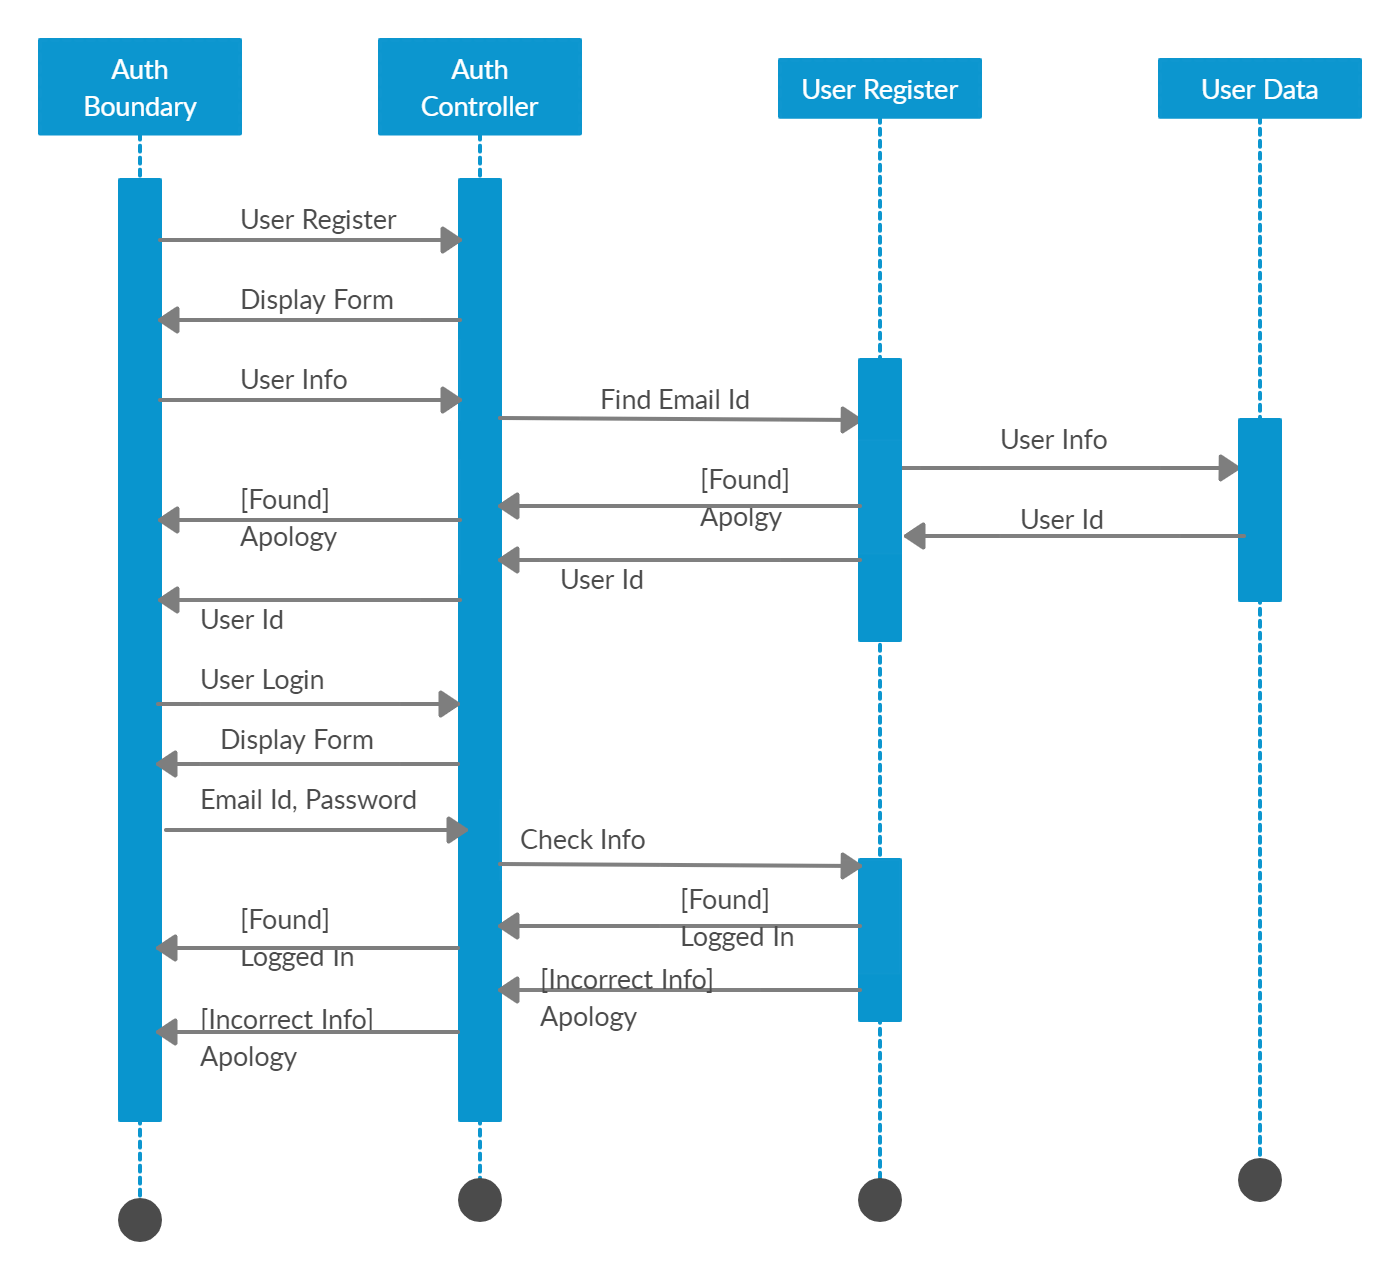 Auth
Boundary
Auth
Controller
User Register
User Data
User Register
Display Form
User Info
Find Email Id
User Info
[Found]
Apolgy
[Found]
Apology
User Id
User Id
User Id
User Login
Display Form
Email Id, Password
Check Info
[Found]
Logged In
[Found]
Logged In
[Incorrect Info]
Apology
[Incorrect Info]
Apology